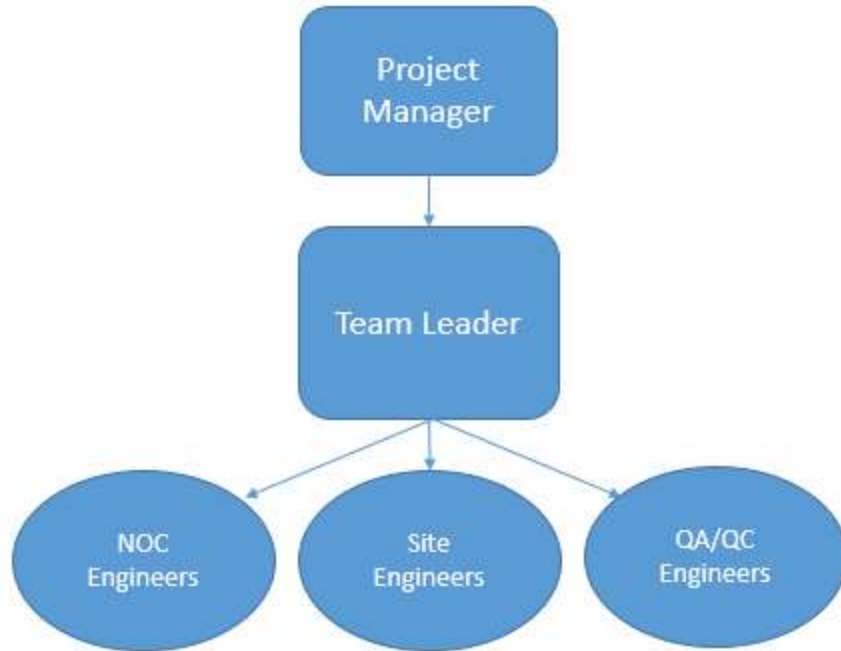 Project
Manager
Team Leader
NOC
Engineers
Site
Engineers
QA/QC
Engineers